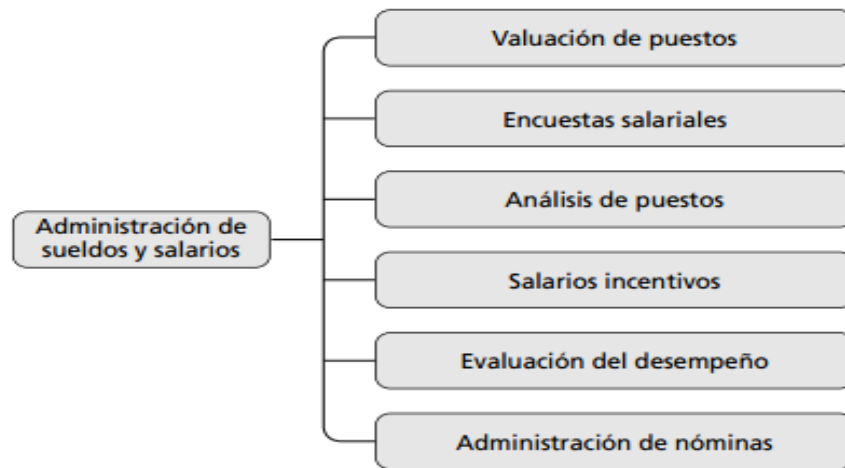 Valuación de puestos
Encuestas salariales
Análisis de puestos
Administración de
sueldos y salarios
Salarios incentivos
Evaluación del desempeño
Administración de nóminas